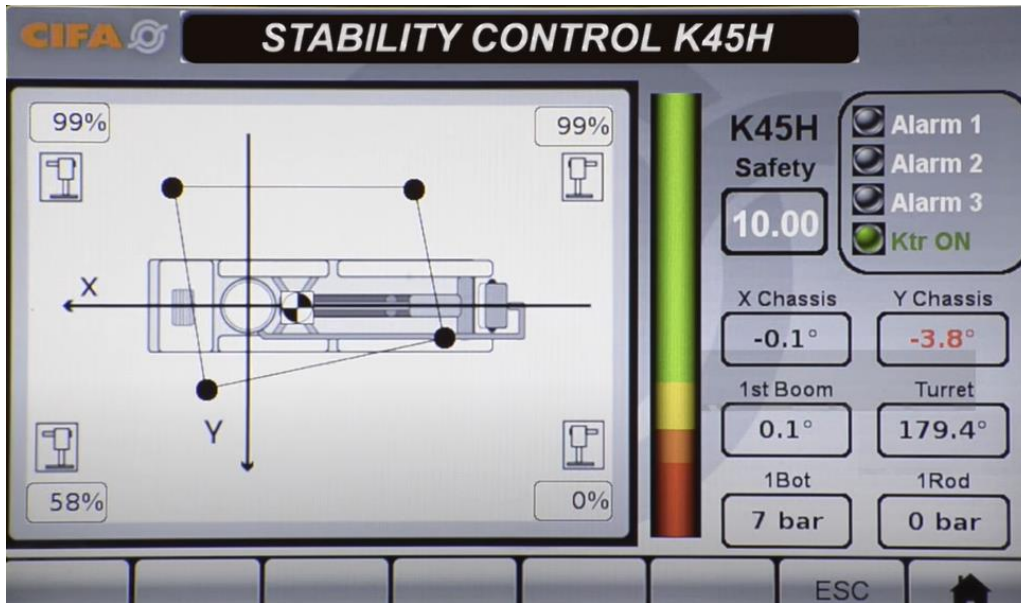 CIFA
STABILITY CONTROL K45H
99%
99%
X
Y
58%
0%
K45H
Safety
10.00
Alarm 1
Alarm 2
Alarm 3
Ktr ON
X Chassis
Y Chassis
-0.1°
-3.8°
1st Boom
Turret
0.1°
179.4°
1Bot
1Rod
7 bar
0 bar
ESC